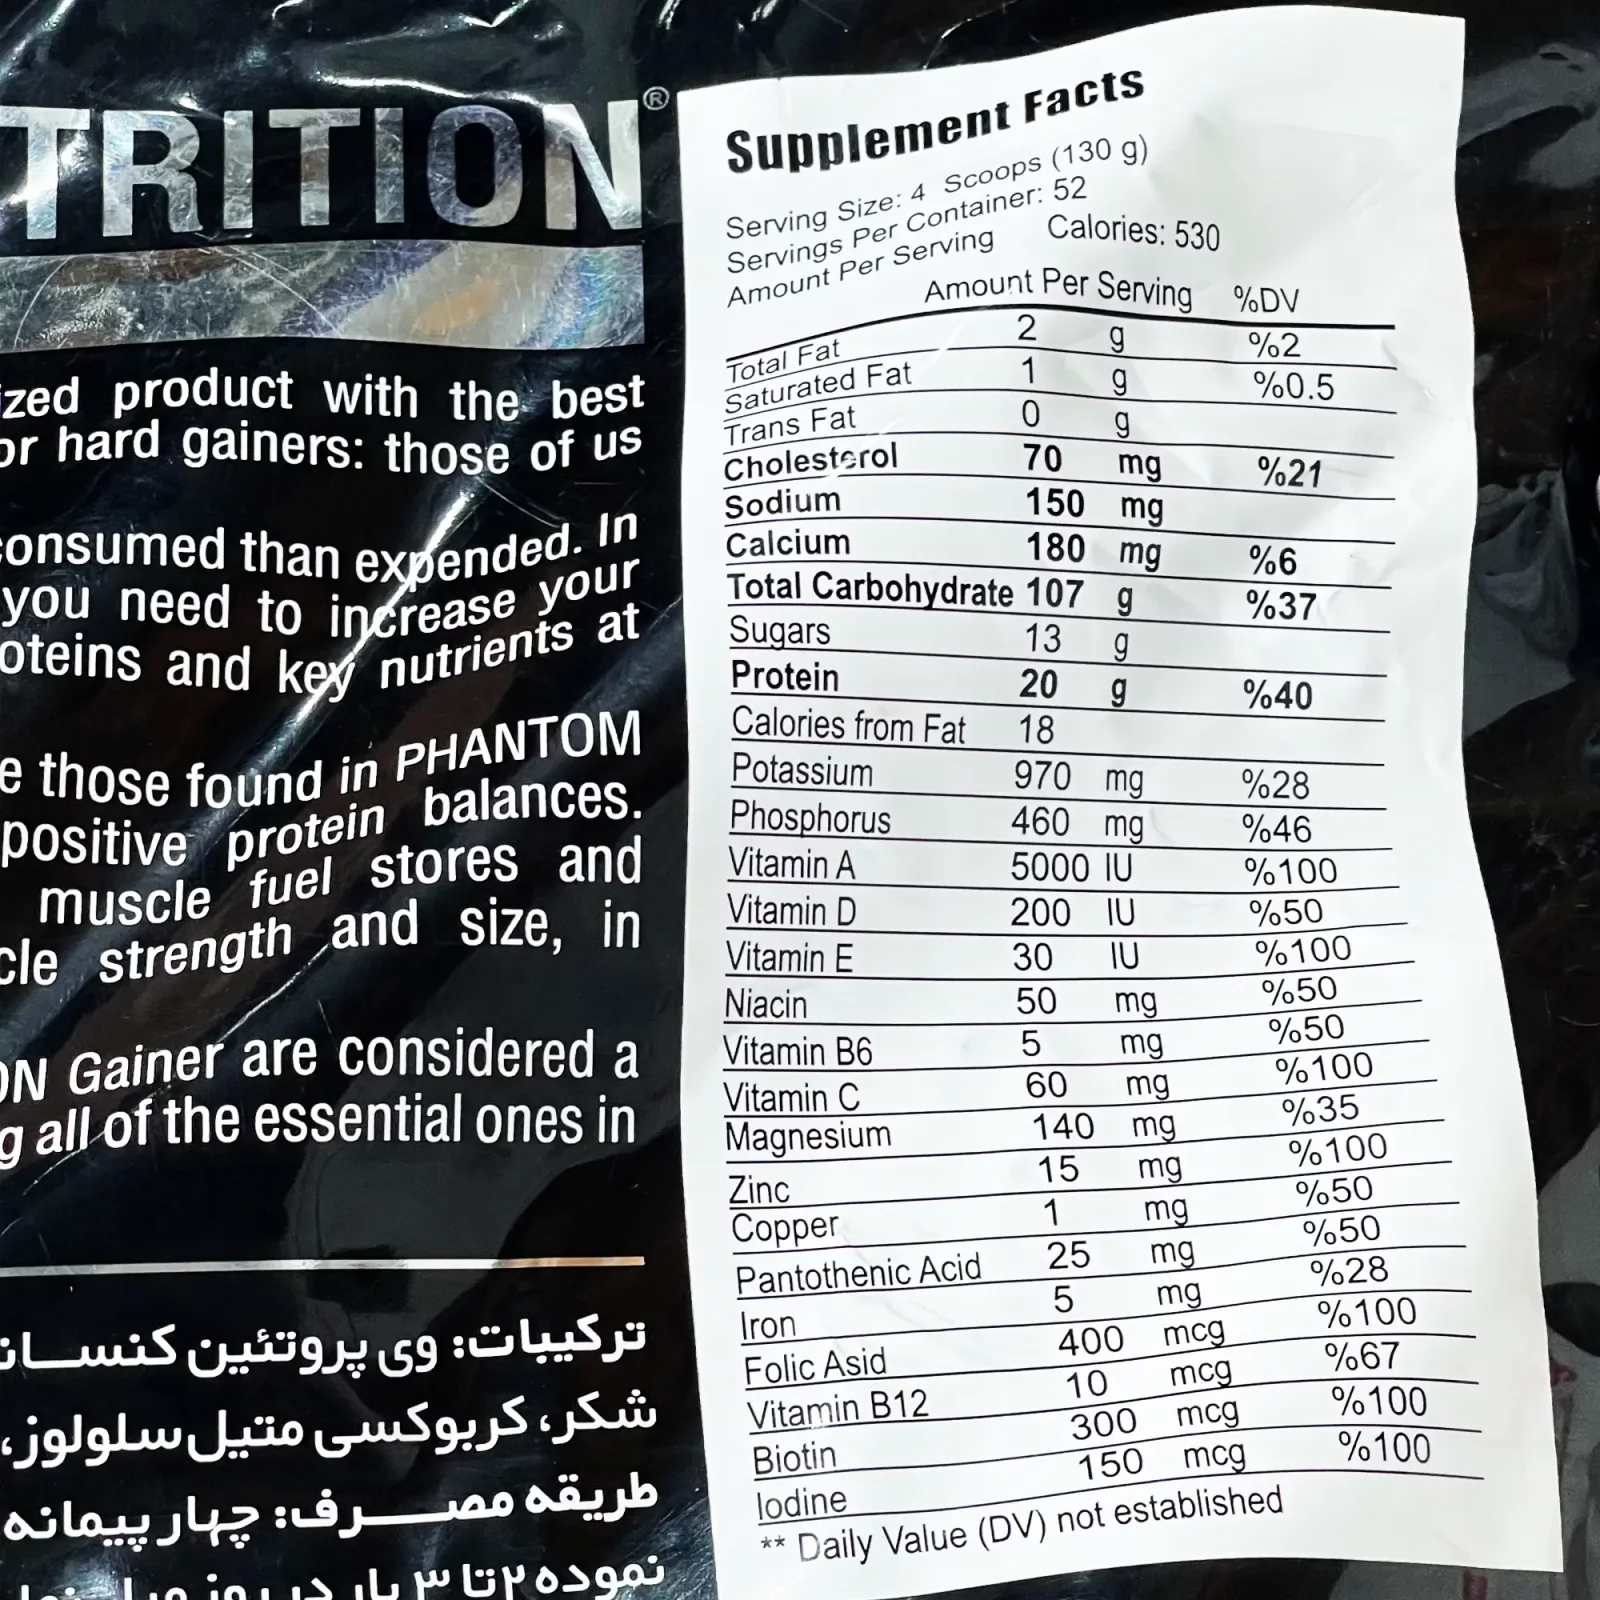 TRITION®
ized product with the best
or hard gainers: those of us
consumed than expended. In
you need to increase your
oteins and key nutrients at
e those found in PHANTOM
positive protein balances.
muscle fuel stores and
cle strength and size, in
ON Gainer are considered a
g all of the essential ones in
ترکیبات: وی پروتئین کنسان
شکر، کربوکسی متیل سلولوز،
طریقه مصرف: چهار پیمانه
نموده ۲ تا ۳ بار در روز میل
Supplement Facts
Serving Size: 4 Scoops (130 g)
Servings Per Container: 52
Amount Per Serving Calories: 530
Amount Per Serving %DV
Total Fat 2 g %2
Saturated Fat 1 g %0.5
Trans Fat 0 g
Cholesterol 70 mg %21
Sodium 150 mg
Calcium 180 mg %6
Total Carbohydrate 107 g %37
Sugars 13 g
Protein 20 g %40
Calories from Fat 18
Potassium 970 mg %28
Phosphorus 460 mg %46
Vitamin A 5000 IU %100
Vitamin D 200 IU %50
Vitamin E 30 IU %100
Niacin 50 mg %50
Vitamin B6 5 mg %50
Vitamin C 60 mg %100
Magnesium 140 mg %35
Zinc 15 mg %100
Copper 1 mg %50
Pantothenic Acid 25 mg %50
Iron 5 mg %28
Folic Asid 400 mcg %100
Vitamin B12 10 mcg %67
Biotin 300 mcg %100
Iodine 150 mcg %100
** Daily Value (DV) not established